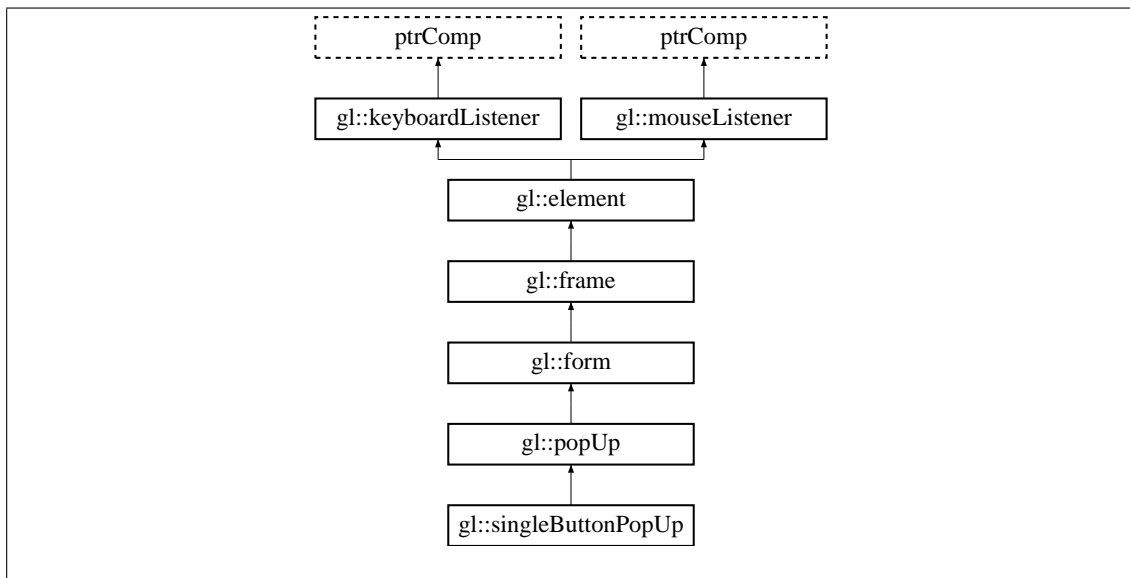 ptrComp
ptrComp
gl::keyboardListener
gl::mouseListener
gl::element
gl::frame
gl::form
gl::popUp
gl::singleButtonPopUp